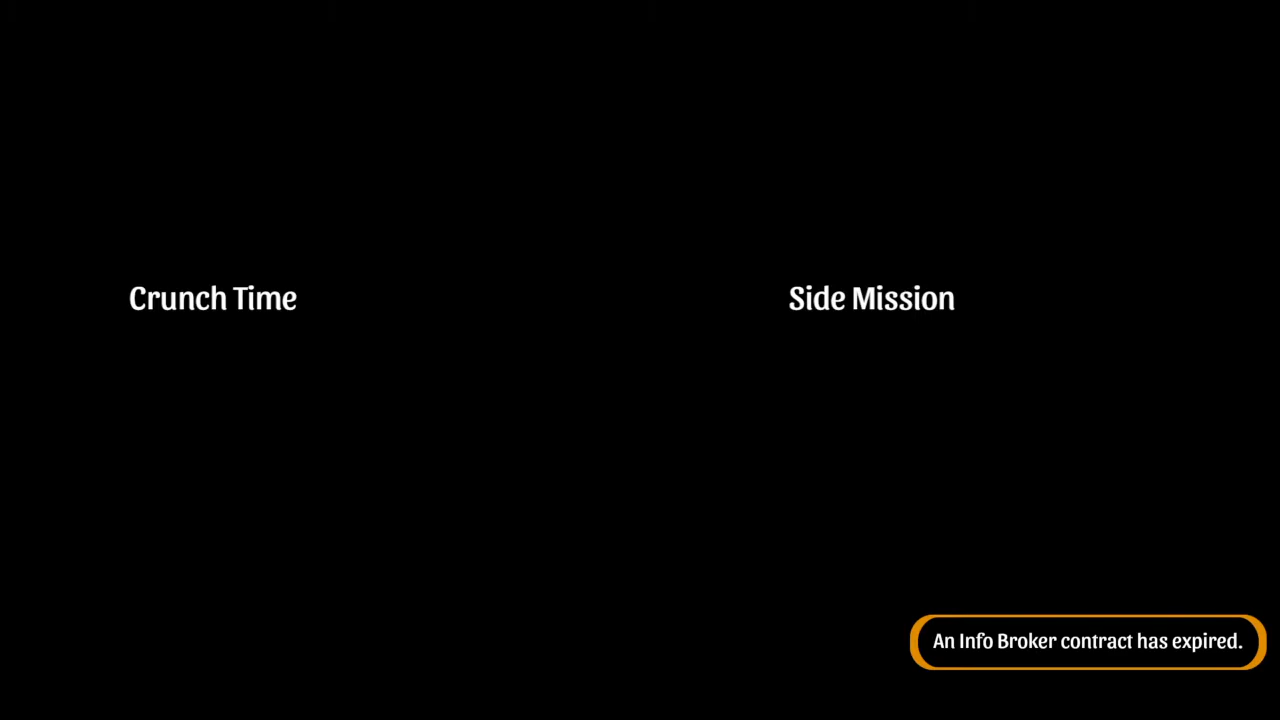 Crunch Time
Side Mission
An Info Broker contract has expired.